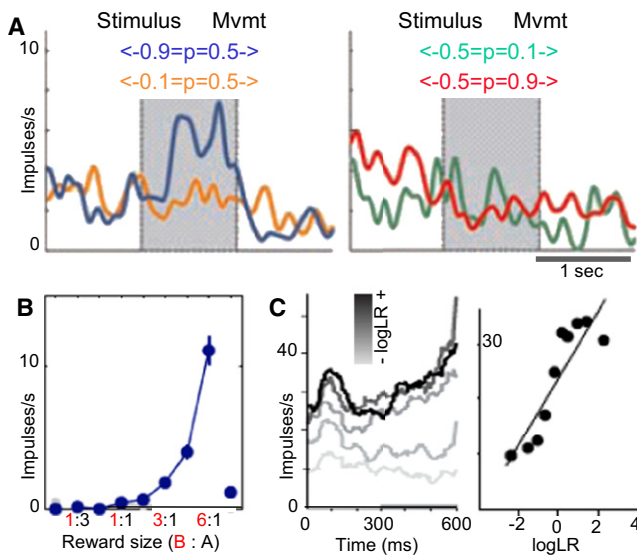 A
Stimulus Mvmt Stimulus Mvmt
<-0.9=p=0.5-> <-0.5=p=0.1->
<-0.1=p=0.5-> <-0.5=p=0.9->
10
Impulses/s
0
Impulses/s
0
1 sec
B
10
Impulses/s
0
1:3 1:1 3:1 6:1
Reward size (B : A)
C
- logLR +
40
Impulses/s
0
0 300 600
Time (ms)
30
-2 0 2 4
logLR